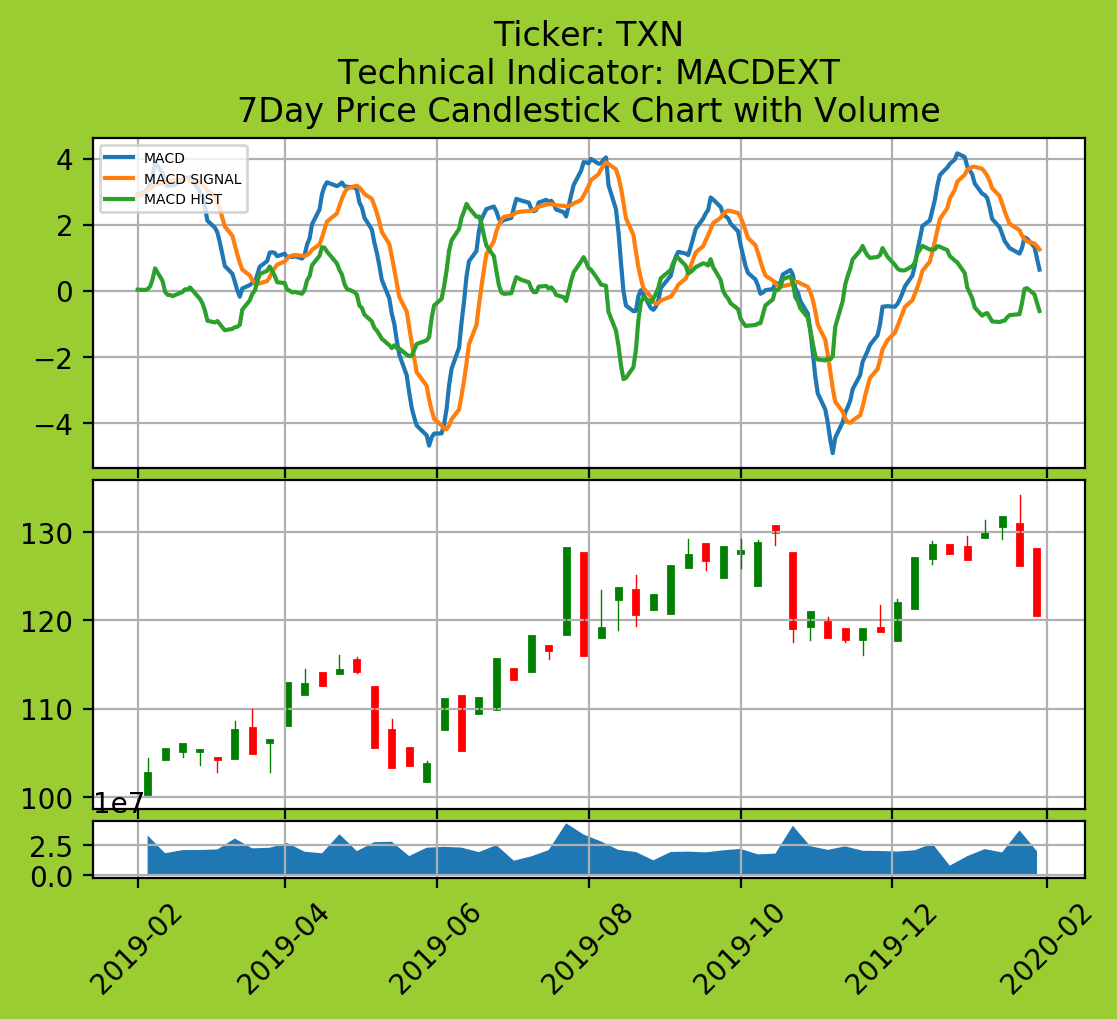 Ticker: TXN
Technical Indicator: MACDEXT
7Day Price Candlestick Chart with Volume
MACD
MACD SIGNAL
MACD HIST
4
2
0
−2
−4
130
120
110
100
1e7
2.5
0.0
2019-02
2019-04
2019-06
2019-08
2019-10
2019-12
2020-02